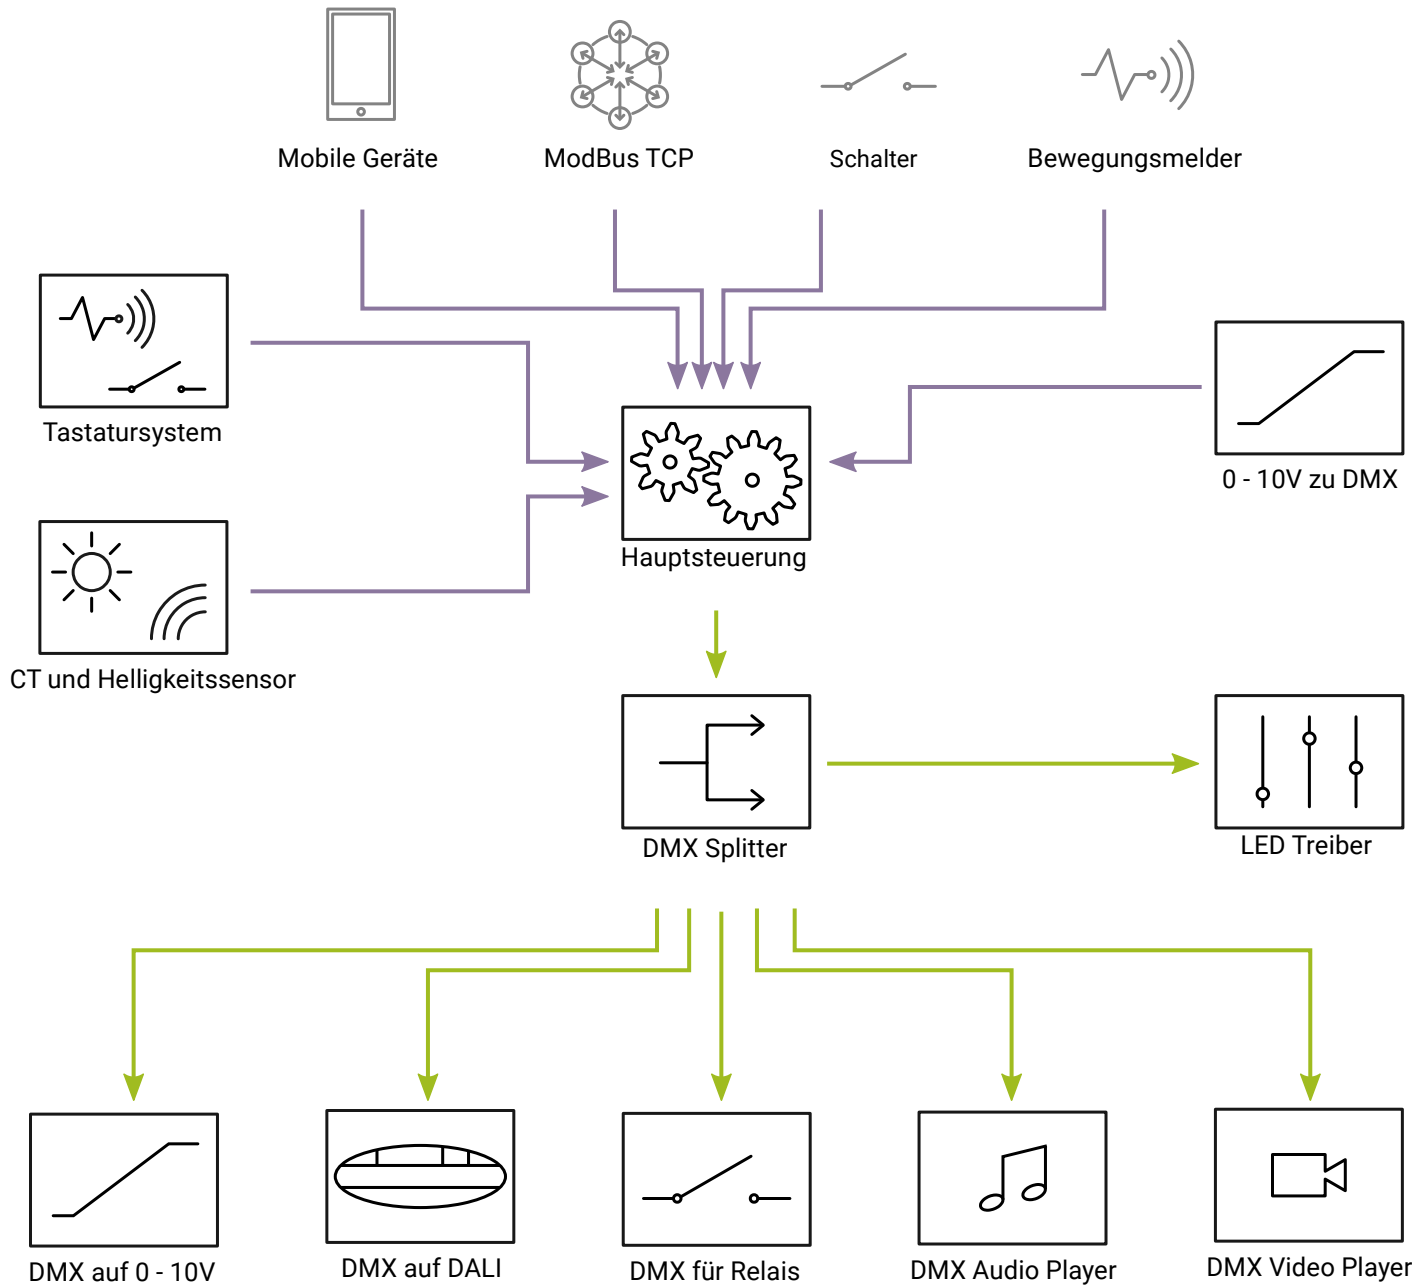 Mobile Geräte
ModBus TCP
Schalter
Bewegungsmelder
Tastatursystem
0 - 10V zu DMX
Hauptsteuerung
CT und Helligkeitssensor
DMX Splitter
LED Treiber
DMX auf 0 - 10V
DMX auf DALI
DMX für Relais
DMX Audio Player
DMX Video Player